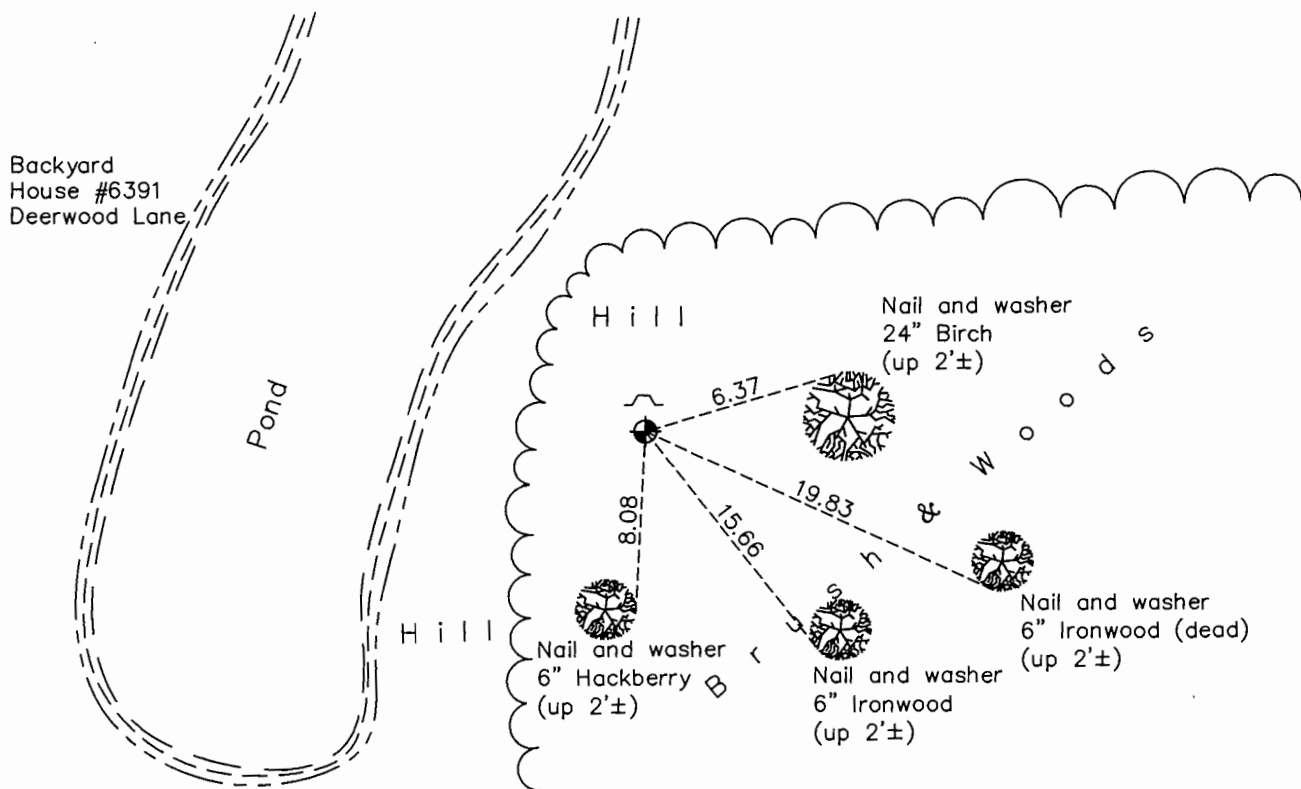 Backyard
House #6391
Deerwood Lane
Pond
Hill
Nail and washer
24" Birch
(up 2'±)
6.37
19.83
15.66
8.08
Brush & Woods
Hill
Nail and washer
6" Hackberry
(up 2'±)
Nail and washer
6" Ironwood
(up 2'±)
Nail and washer
6" Ironwood (dead)
(up 2'±)